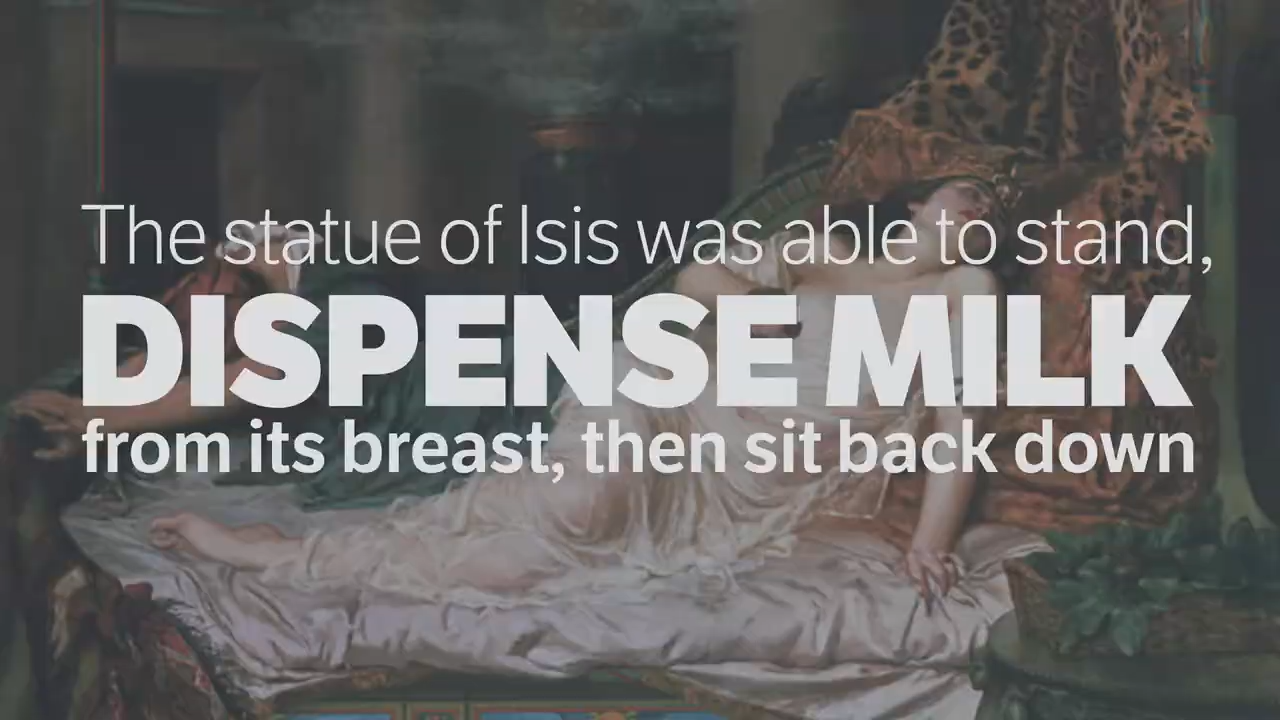 The statue of Isis was able to stand,
DISPENSE MILK
from its breast, then sit back down